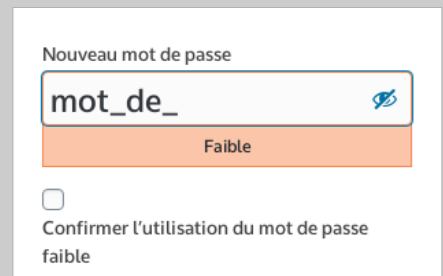 Nouveau mot de passe
mot_de_
Faible
Confirmer l’utilisation du mot de passe
faible